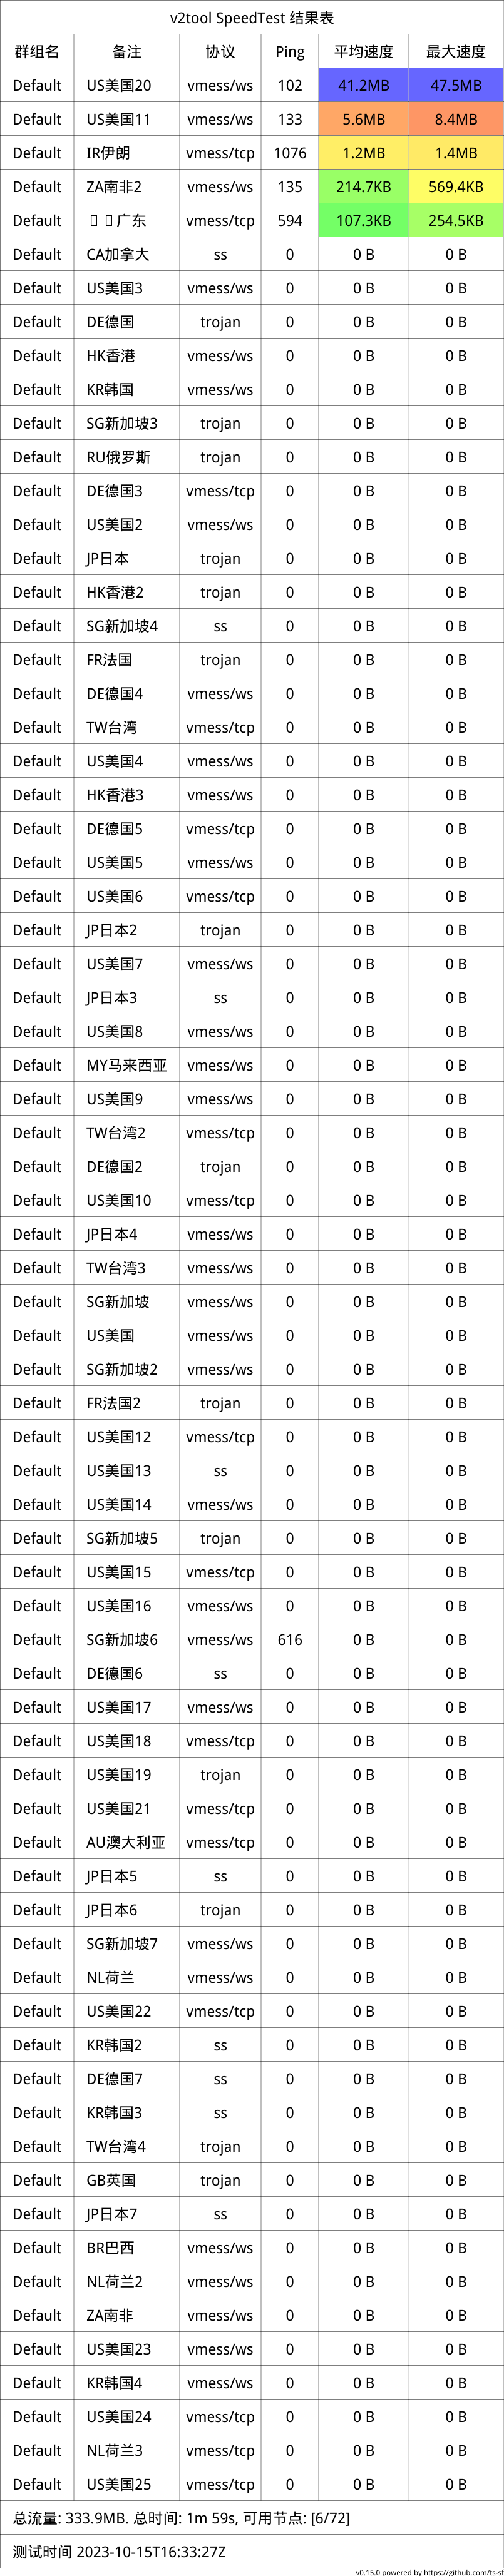 v2tool SpeedTest 结果表
群组名 备注 协议 Ping 平均速度 最大速度
Default US美国20 vmess/ws 102 41.2MB 47.5MB
Default US美国11 vmess/ws 133 5.6MB 8.4MB
Default IR伊朗 vmess/tcp 1076 1.2MB 1.4MB
Default ZA南非2 vmess/ws 135 214.7KB 569.4KB
Default 广东 vmess/tcp 594 107.3KB 254.5KB
Default CA加拿大 ss 0 0 B 0 B
Default US美国3 vmess/ws 0 0 B 0 B
Default DE德国 trojan 0 0 B 0 B
Default HK香港 vmess/ws 0 0 B 0 B
Default KR韩国 vmess/ws 0 0 B 0 B
Default SG新加坡3 trojan 0 0 B 0 B
Default RU俄罗斯 trojan 0 0 B 0 B
Default DE德国3 vmess/tcp 0 0 B 0 B
Default US美国2 vmess/ws 0 0 B 0 B
Default JP日本 trojan 0 0 B 0 B
Default HK香港2 trojan 0 0 B 0 B
Default SG新加坡4 ss 0 0 B 0 B
Default FR法国 trojan 0 0 B 0 B
Default DE德国4 vmess/ws 0 0 B 0 B
Default TW台湾 vmess/tcp 0 0 B 0 B
Default US美国4 vmess/ws 0 0 B 0 B
Default HK香港3 vmess/ws 0 0 B 0 B
Default DE德国5 vmess/tcp 0 0 B 0 B
Default US美国5 vmess/ws 0 0 B 0 B
Default US美国6 vmess/tcp 0 0 B 0 B
Default JP日本2 trojan 0 0 B 0 B
Default US美国7 vmess/ws 0 0 B 0 B
Default JP日本3 ss 0 0 B 0 B
Default US美国8 vmess/ws 0 0 B 0 B
Default MY马来西亚 vmess/ws 0 0 B 0 B
Default US美国9 vmess/ws 0 0 B 0 B
Default TW台湾2 vmess/tcp 0 0 B 0 B
Default DE德国2 trojan 0 0 B 0 B
Default US美国10 vmess/tcp 0 0 B 0 B
Default JP日本4 vmess/ws 0 0 B 0 B
Default TW台湾3 vmess/ws 0 0 B 0 B
Default SG新加坡 vmess/ws 0 0 B 0 B
Default US美国 vmess/ws 0 0 B 0 B
Default SG新加坡2 vmess/ws 0 0 B 0 B
Default FR法国2 trojan 0 0 B 0 B
Default US美国12 vmess/tcp 0 0 B 0 B
Default US美国13 ss 0 0 B 0 B
Default US美国14 vmess/ws 0 0 B 0 B
Default SG新加坡5 trojan 0 0 B 0 B
Default US美国15 vmess/tcp 0 0 B 0 B
Default US美国16 vmess/ws 0 0 B 0 B
Default SG新加坡6 vmess/ws 616 0 B 0 B
Default DE德国6 ss 0 0 B 0 B
Default US美国17 vmess/ws 0 0 B 0 B
Default US美国18 vmess/tcp 0 0 B 0 B
Default US美国19 trojan 0 0 B 0 B
Default US美国21 vmess/tcp 0 0 B 0 B
Default AU澳大利亚 vmess/tcp 0 0 B 0 B
Default JP日本5 ss 0 0 B 0 B
Default JP日本6 trojan 0 0 B 0 B
Default SG新加坡7 vmess/ws 0 0 B 0 B
Default NL荷兰 vmess/ws 0 0 B 0 B
Default US美国22 vmess/tcp 0 0 B 0 B
Default KR韩国2 ss 0 0 B 0 B
Default DE德国7 ss 0 0 B 0 B
Default KR韩国3 ss 0 0 B 0 B
Default TW台湾4 trojan 0 0 B 0 B
Default GB英国 trojan 0 0 B 0 B
Default JP日本7 ss 0 0 B 0 B
Default BR巴西 vmess/ws 0 0 B 0 B
Default NL荷兰2 vmess/ws 0 0 B 0 B
Default ZA南非 vmess/ws 0 0 B 0 B
Default US美国23 vmess/ws 0 0 B 0 B
Default KR韩国4 vmess/ws 0 0 B 0 B
Default US美国24 vmess/tcp 0 0 B 0 B
Default NL荷兰3 vmess/tcp 0 0 B 0 B
Default US美国25 vmess/tcp 0 0 B 0 B
总流量: 333.9MB. 总时间: 1m 59s, 可用节点: [6/72]
测试时间 2023-10-15T16:33:27Z
v0.15.0 powered by https://github.com/ts-sf